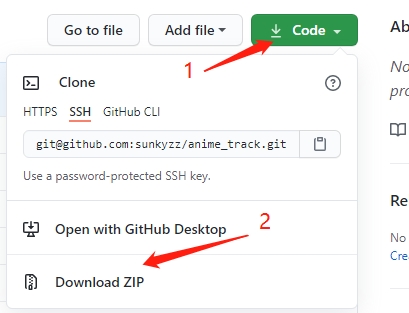 Go to file
Add file
Code
Ab
1
No
pro
Clone
HTTPS
SSH
GitHub CLI
git@github.com:sunkyzz/anime_track.git
Use a password-protected SSH key.
Open with GitHub Desktop
2
Download ZIP
Re
No
Crea